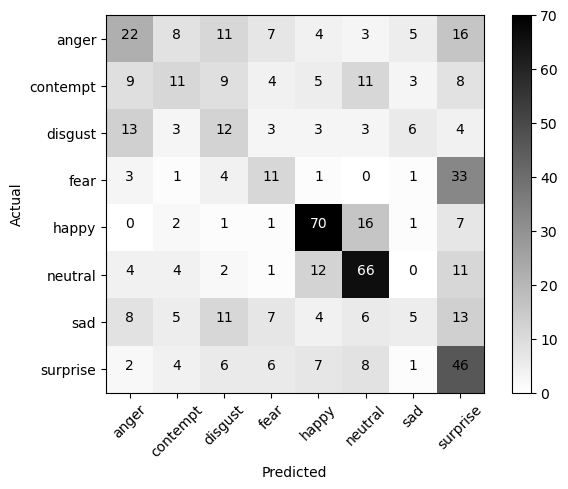 70
anger 22 8 11 7 4 3 5 16
60
contempt 9 11 9 4 5 11 3 8
50
disgust 13 3 12 3 3 3 6 4
40
fear 3 1 4 11 1 0 1 33
Actual
30
happy 0 2 1 1 70 16 1 7
20
neutral 4 4 2 1 12 66 0 11
10
sad 8 5 11 7 4 6 5 13
surprise 2 4 6 6 7 8 1 46
0
anger contempt disgust fear happy neutral sad surprise
Predicted